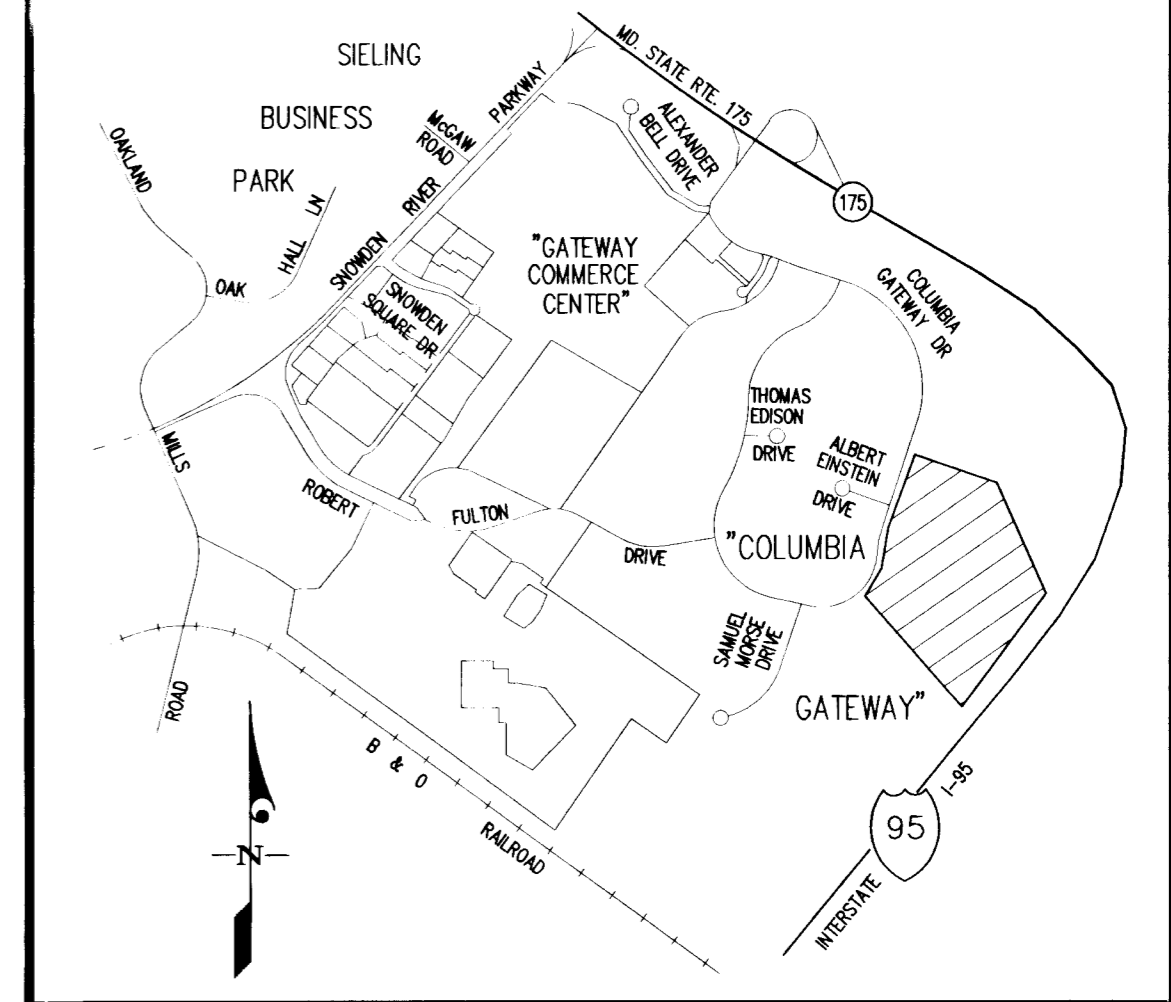 SIELING
BUSINESS
PARK
MD. STATE RTE. 175
SNOWDEN RIVER PARKWAY
McGAW
ROAD
ALEXANDER
BELL DRIVE
175
OAKLAND
MILLS
ROAD
OAK HALL LN
"GATEWAY
COMMERCE
CENTER"
SNOWDEN
SQUARE DR
COLUMBIA
GATEWAY DR
THOMAS
EDISON
DRIVE
ALBERT
EINSTEIN
DRIVE
ROBERT FULTON DRIVE
"COLUMBIA
GATEWAY"
SAMUEL
MORSE
DRIVE
B & O RAILROAD
N
95
INTERSTATE I-95